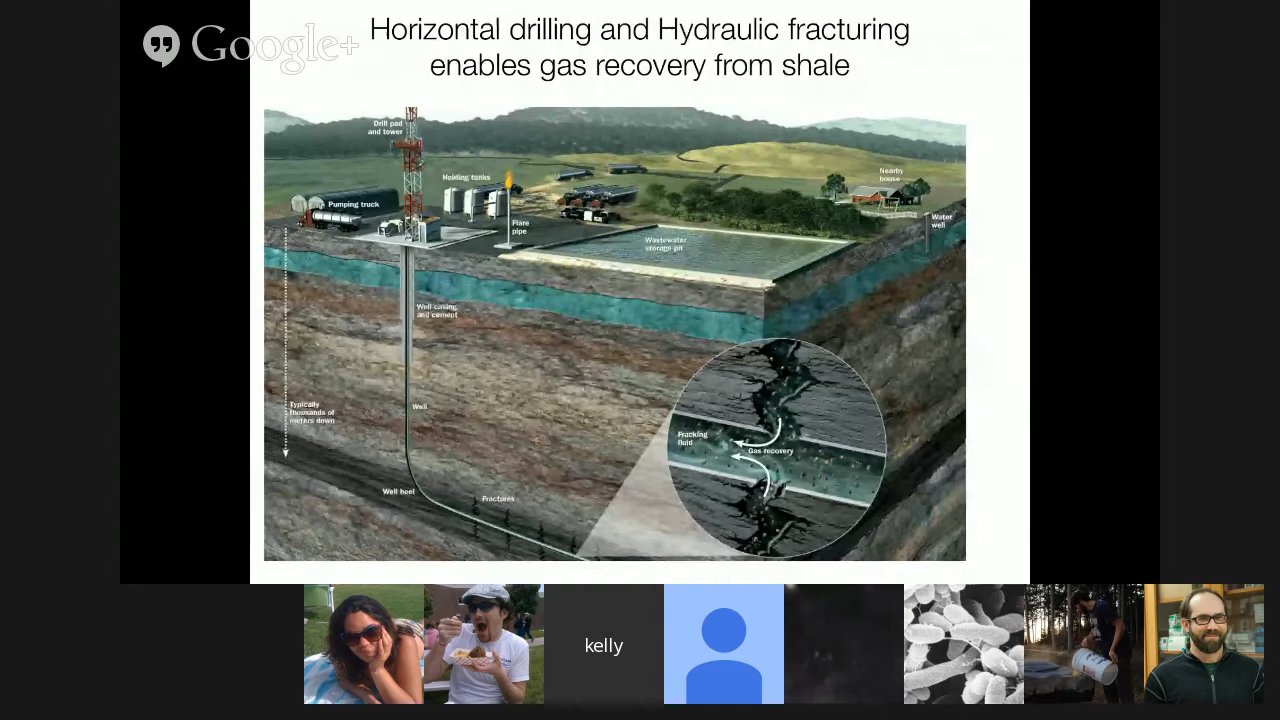 Google+
Horizontal drilling and Hydraulic fracturing
enables gas recovery from shale
Drill pad
and tower
Holding tanks
Pumping truck
Flare
pipe
Wastewater
storage pit
Nearby
house
Water
well
Well casing
and cement
Typically
thousands of
meters down
Well
Well heel
Fractures
Fracking
fluid
Gas recovery
kelly